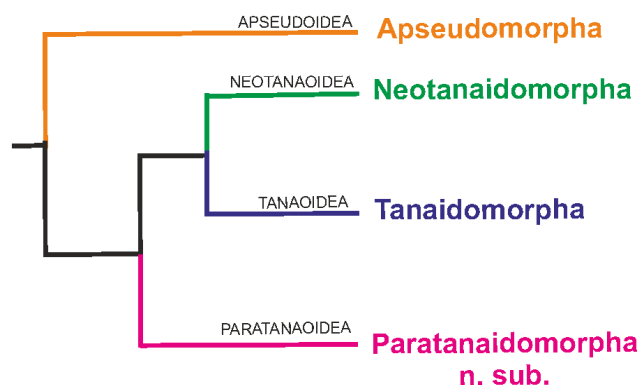 APSEUDOIDEA
Apseudomorpha
NEOTANAOIDEA
Neotanaidomorpha
TANAOIDEA
Tanaidomorpha
PARATANAOIDEA
Paratanaidomorpha
n. sub.